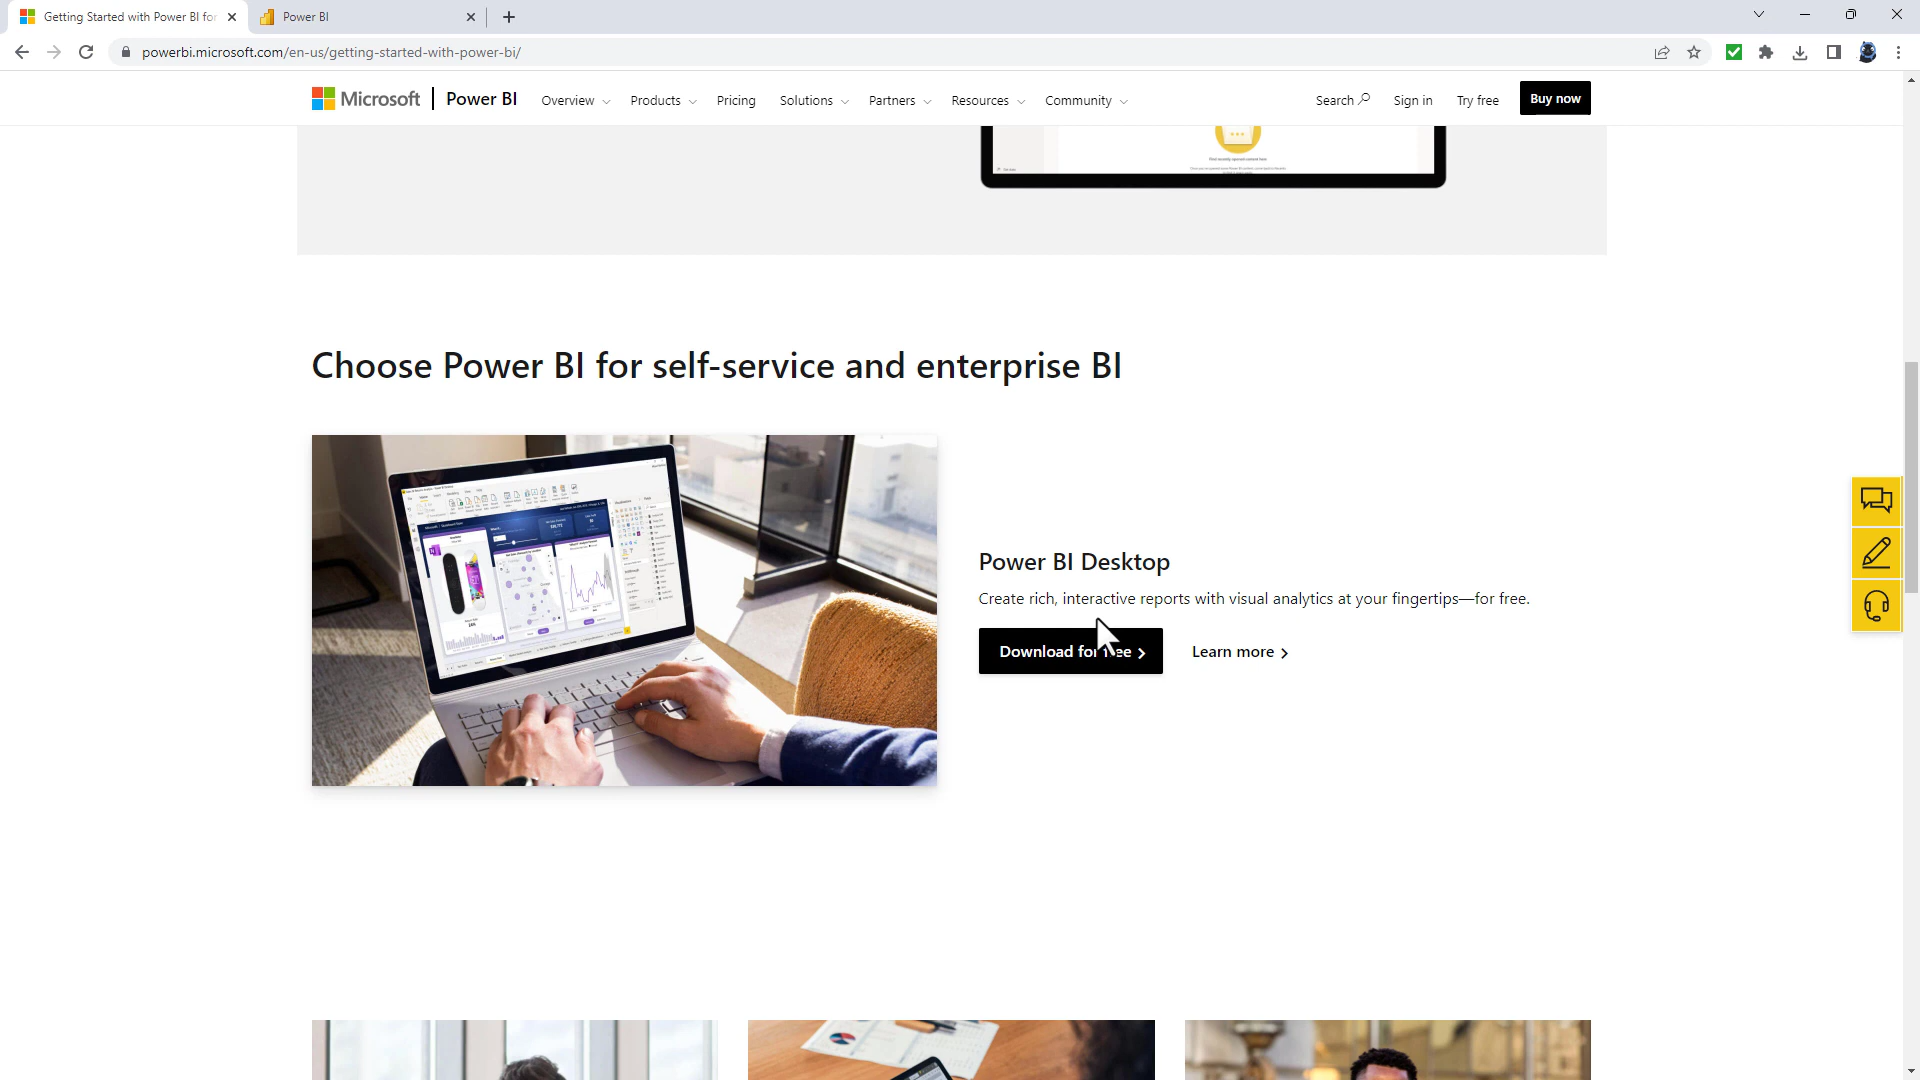 Getting Started with Power BI for
Power BI
powerbi.microsoft.com/en-us/getting-started-with-power-bi/
Microsoft
Power BI
Overview
Products
Pricing
Solutions
Partners
Resources
Community
Search
Sign in
Try free
Buy now
Choose Power BI for self-service and enterprise BI
Power BI Desktop
Create rich, interactive reports with visual analytics at your fingertips—for free.
Download for free
Learn more